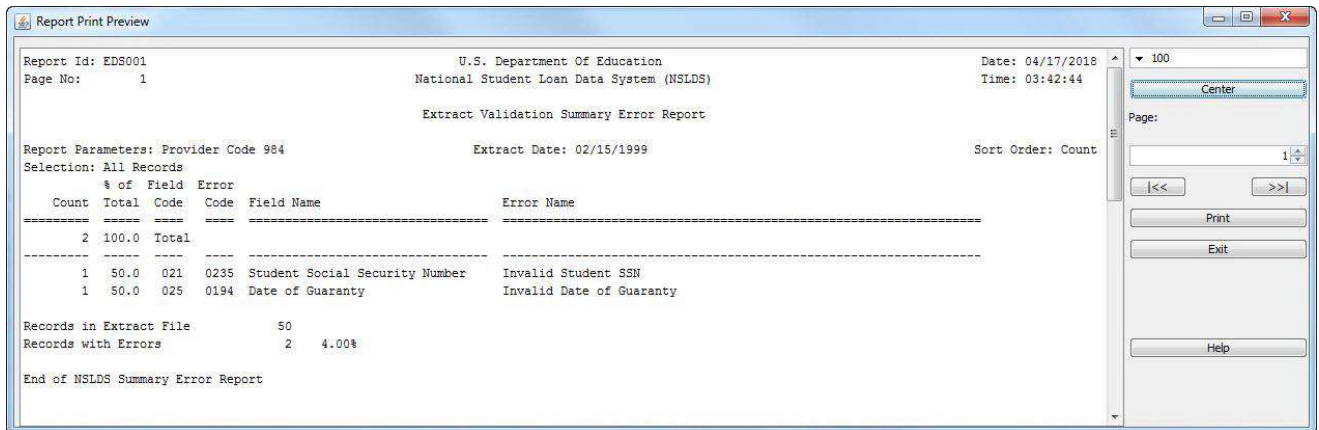 Report Print Preview
Report Id: EDS001 U.S. Department Of Education Date: 04/17/2018
Page No: 1 National Student Loan Data System (NSLDS) Time: 03:42:44
Extract Validation Summary Error Report
Report Parameters: Provider Code 984 Extract Date: 02/15/1999 Sort Order: Count
Selection: All Records
% of Field Error
Count Total Code Code Field Name Error Name
========= ===== ==== ==== ================================ ================================================================
2 100.0 Total
--------- ----- ---- ---- -------------------------------- ----------------------------------------------------------------
1 50.0 021 0235 Student Social Security Number Invalid Student SSN
1 50.0 025 0194 Date of Guaranty Invalid Date of Guaranty
Records in Extract File 50
Records with Errors 2 4.00%
End of NSLDS Summary Error Report
100
Center
Page:
1
|<< >>|
Print
Exit
Help